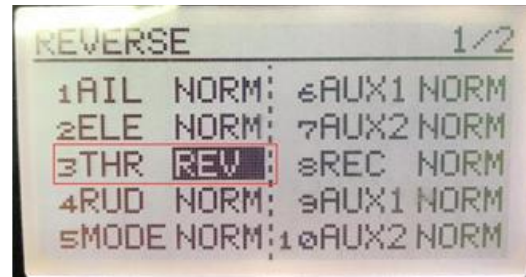 REVERSE 1/2
1AIL NORM 6AUX1 NORM
2ELE NORM 7AUX2 NORM
3THR REV 8REC NORM
4RUD NORM 9AUX1 NORM
5MODE NORM 10AUX2 NORM